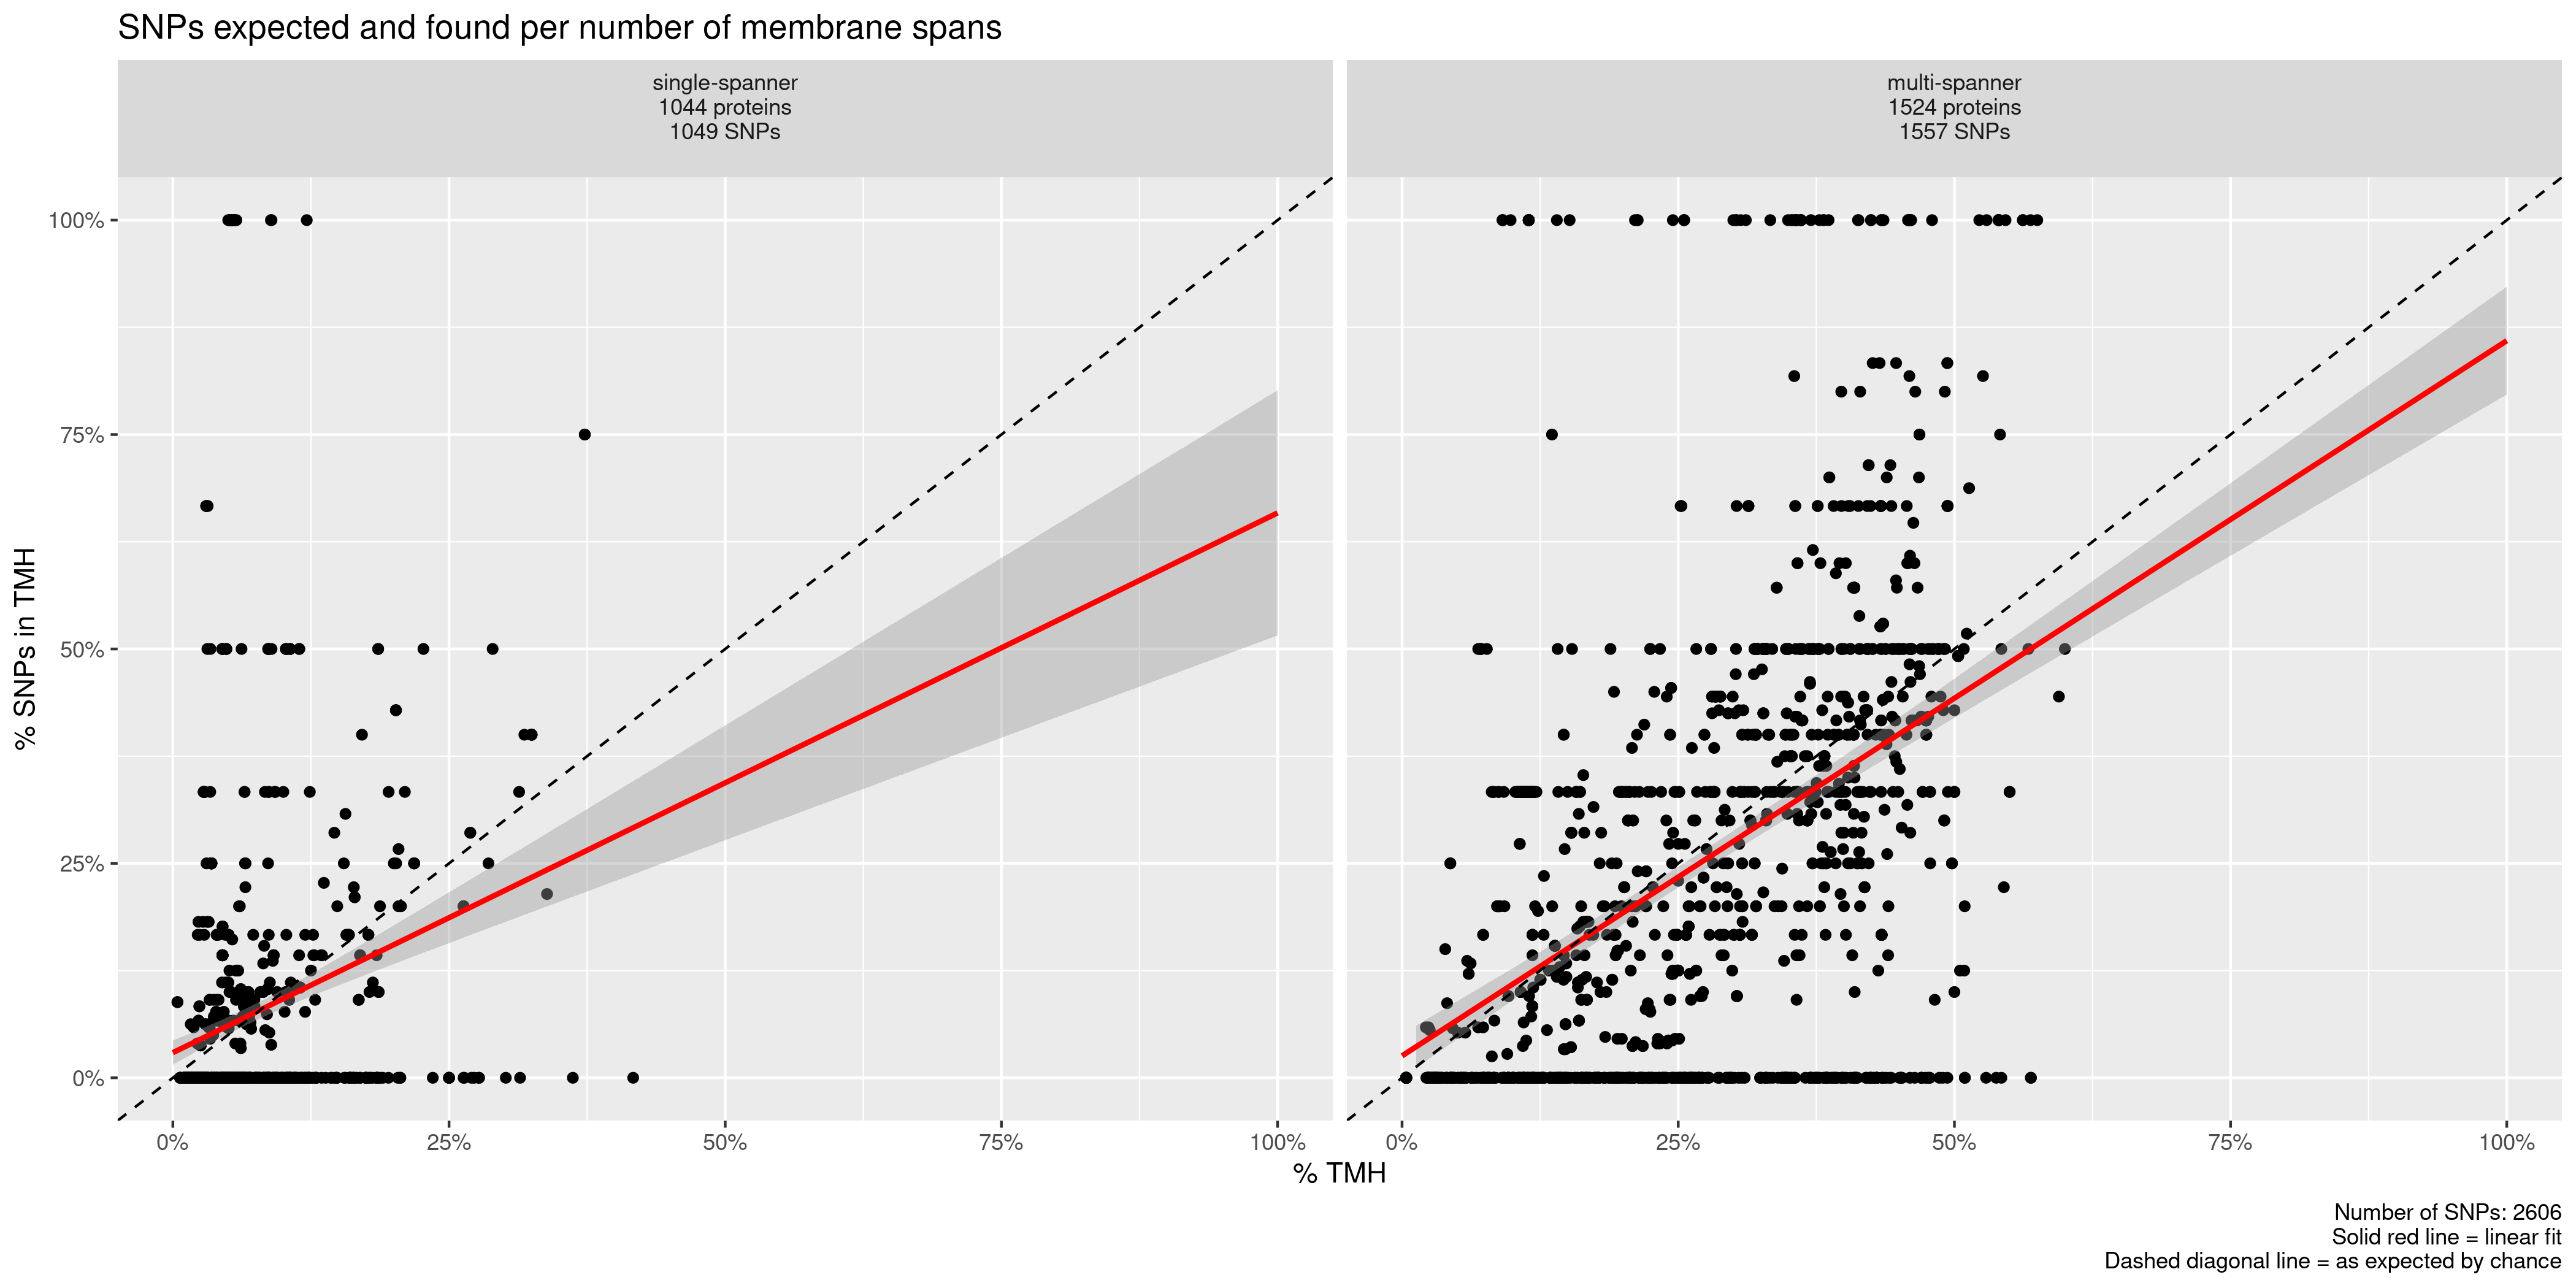 SNPs expected and found per number of membrane spans
single-spanner
1044 proteins
1049 SNPs
multi-spanner
1524 proteins
1557 SNPs
% SNPs in TMH
100%
75%
50%
25%
0%
0%
25%
50%
75%
100%
0%
25%
50%
75%
100%
% TMH
Number of SNPs: 2606
Solid red line = linear fit
Dashed diagonal line = as expected by chance